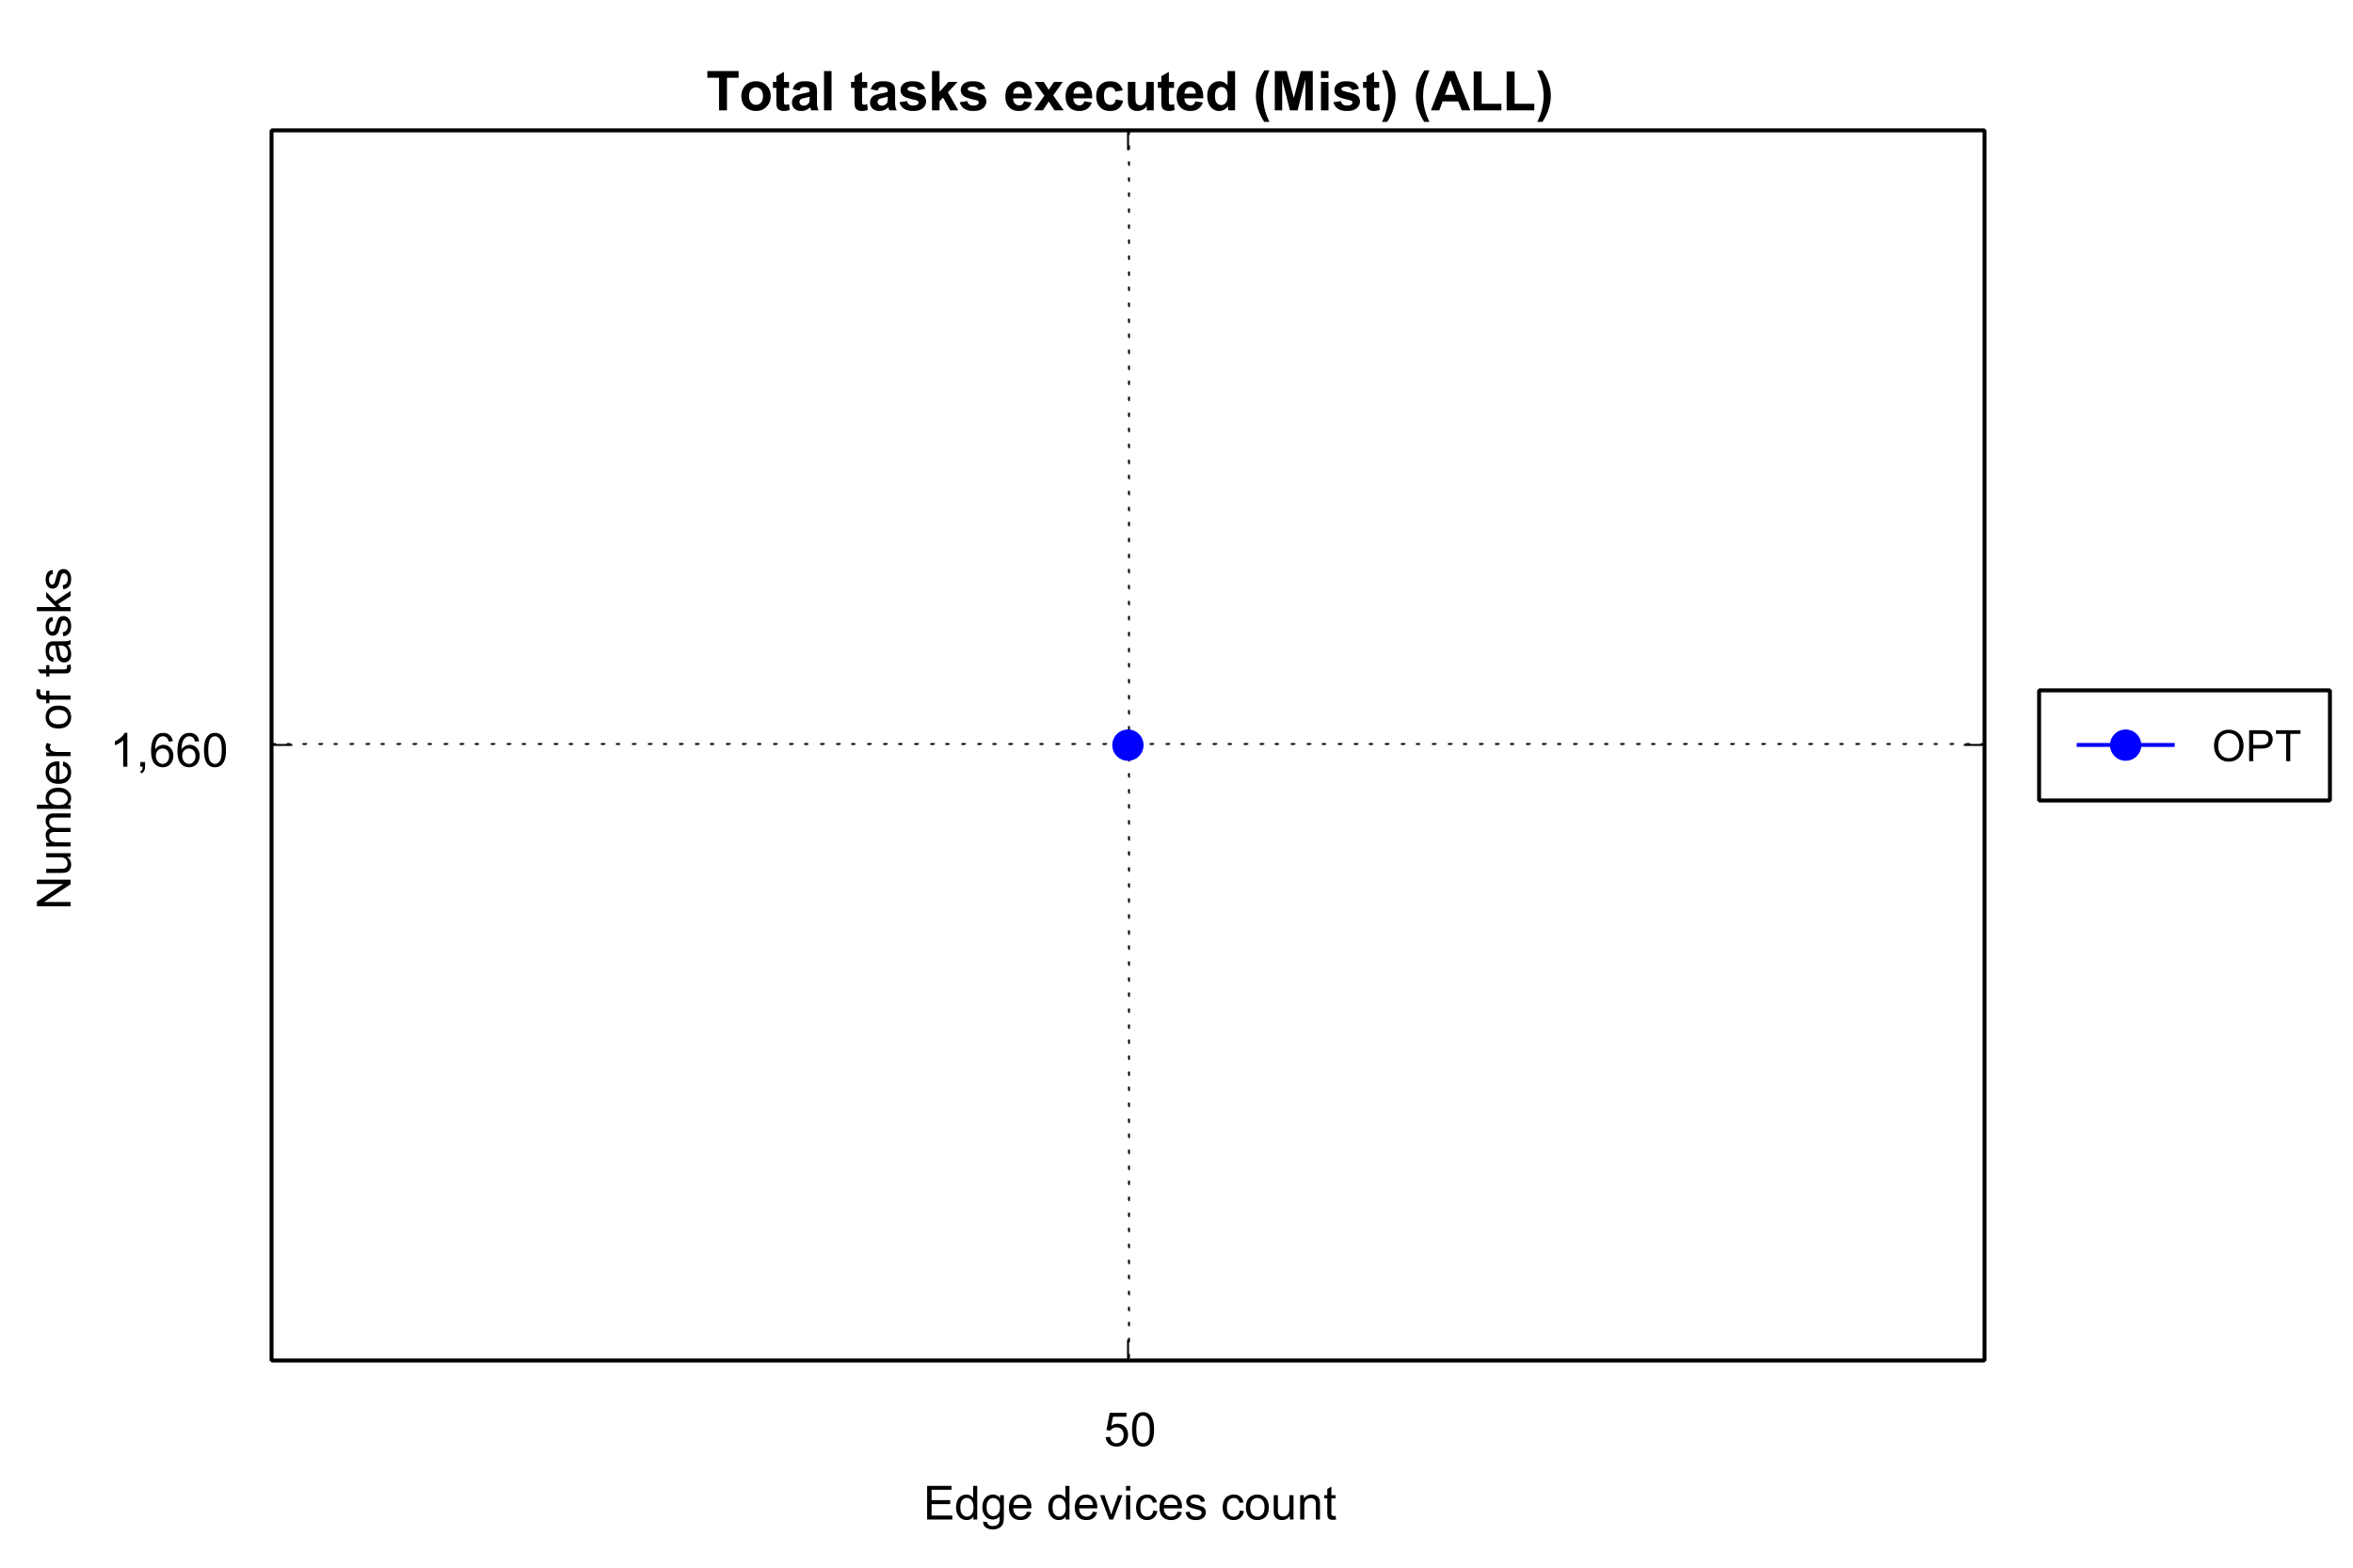 Total tasks executed (Mist) (ALL)
Number of tasks
1,660
OPT
50
Edge devices count